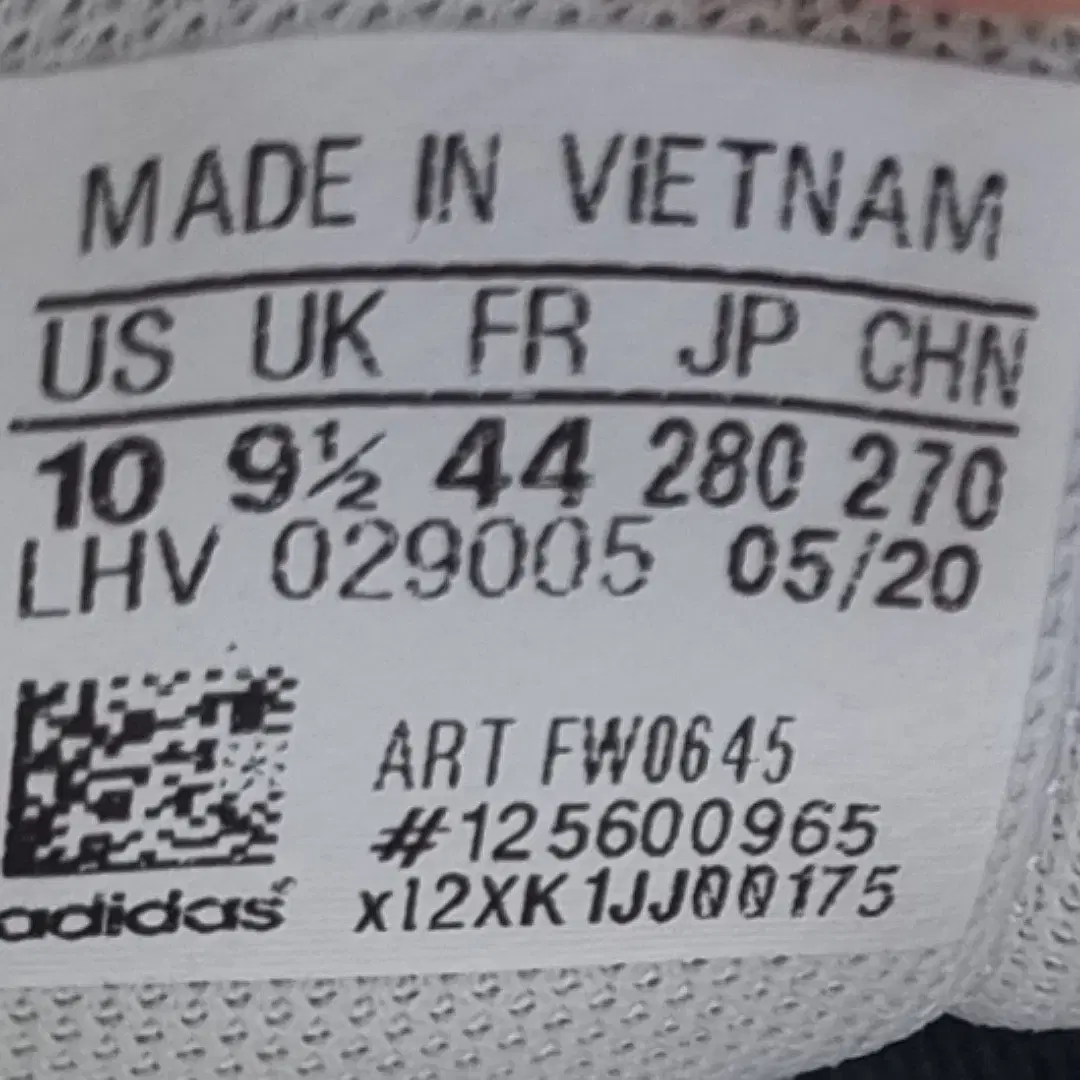 MADE IN VIETNAM
US UK FR JP CHN
10 9½ 44 280 270
LHV 029005 05/20
ART FW0645
#125600965
x12XK1JJ00175
adidas